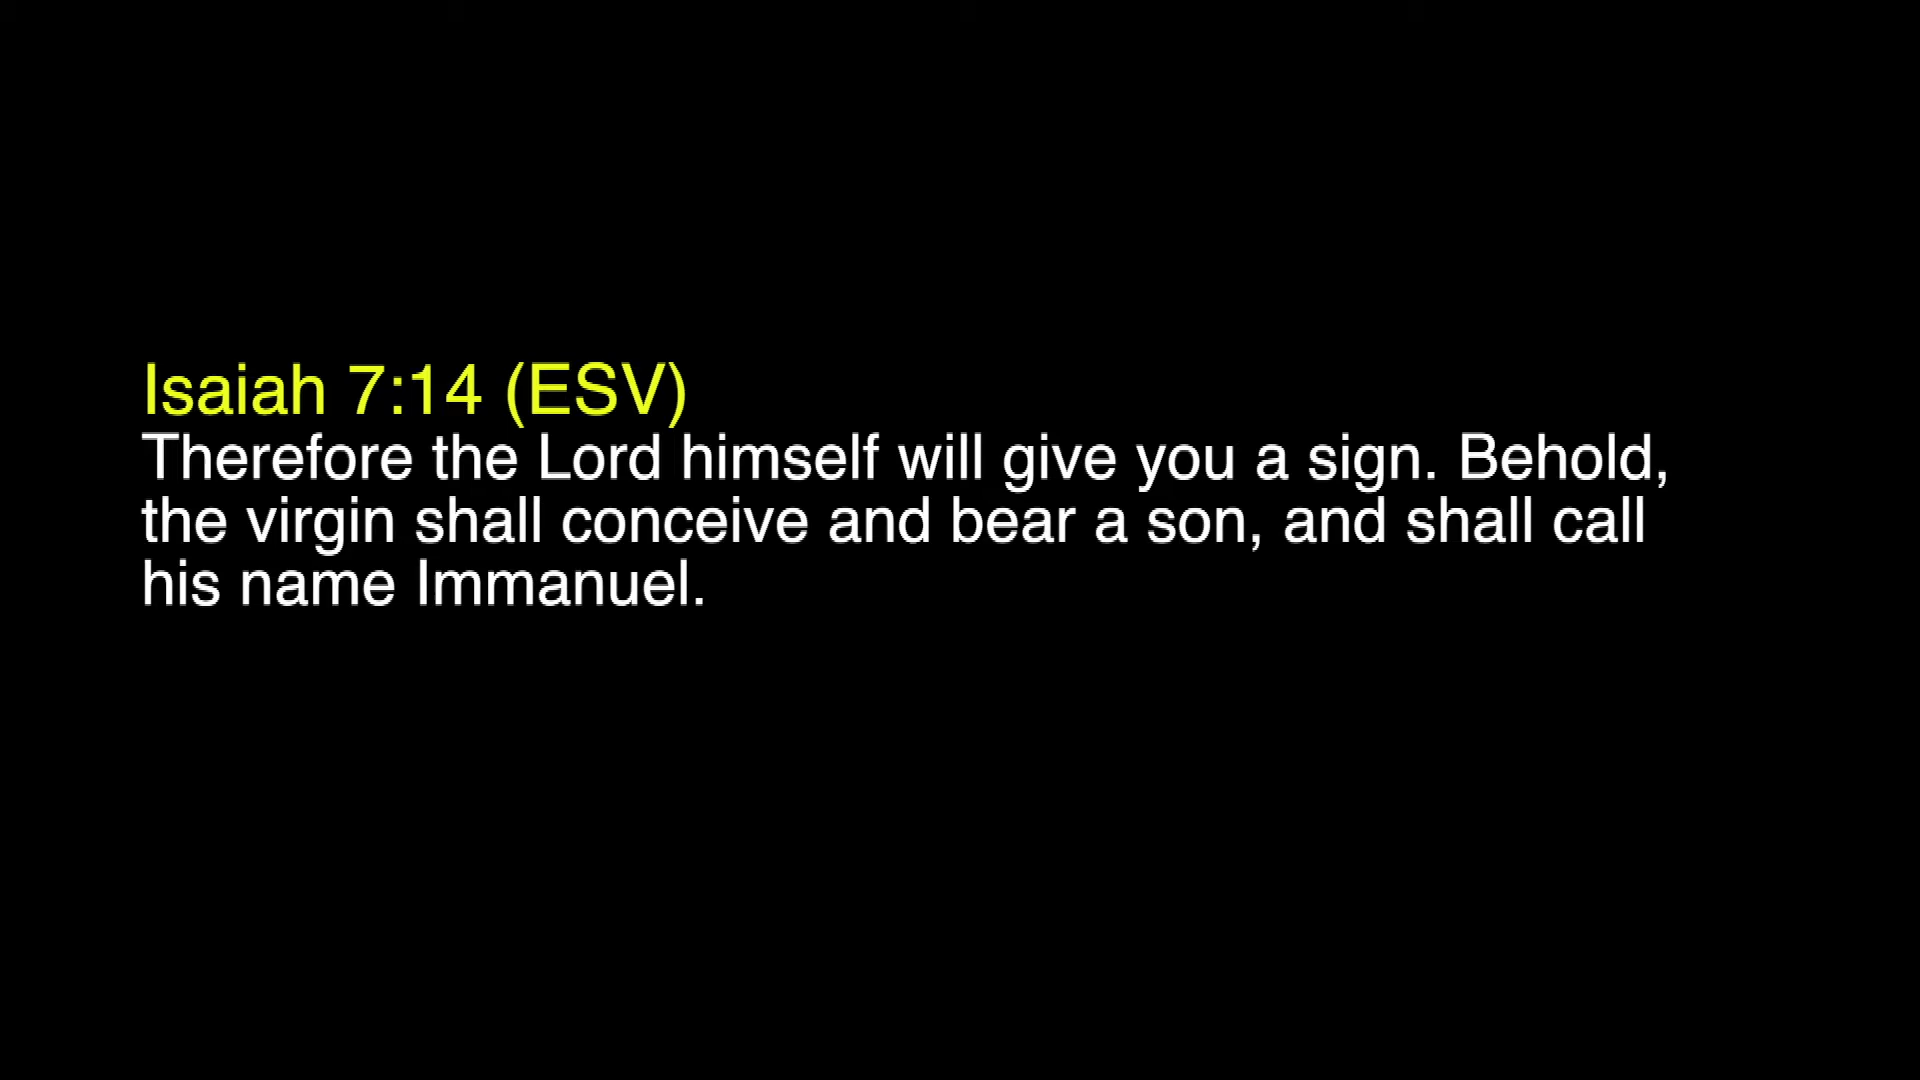 Isaiah 7:14 (ESV)
Therefore the Lord himself will give you a sign. Behold,
the virgin shall conceive and bear a son, and shall call
his name Immanuel.